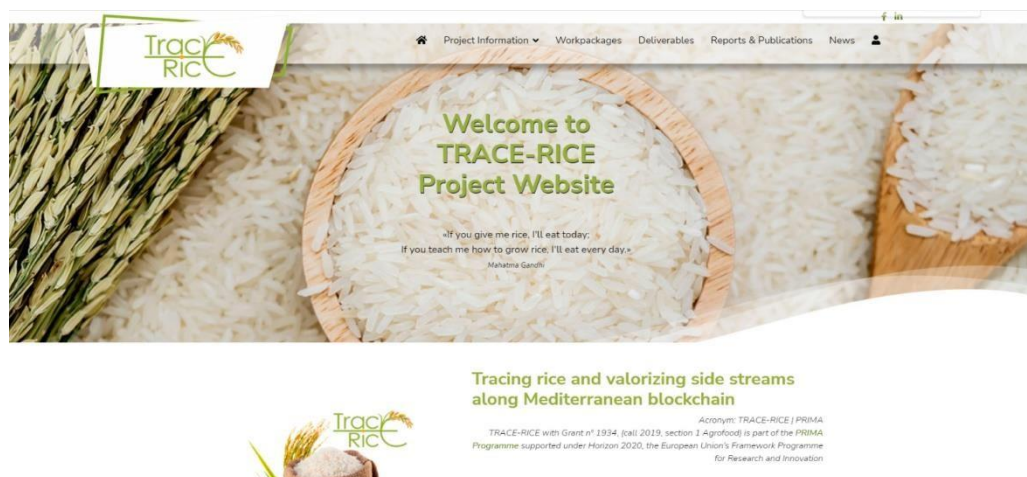 f in
Trace
RICE
Project Information Workpackages Deliverables Reports & Publications News
Welcome to
TRACE-RICE
Project Website
«If you give me rice, I'll eat today;
If you teach me how to grow rice, I'll eat every day.»
Mahatma Gandhi
Tracing rice and valorizing side streams
along Mediterranean blockchain
Acronym: TRACE-RICE | PRIMA
TRACE-RICE with Grant nº 1934, (call 2019, section 1 Agrofood) is part of the PRIMA
Programme supported under Horizon 2020, the European Union's Framework Programme
for Research and Innovation
Trace
RICE